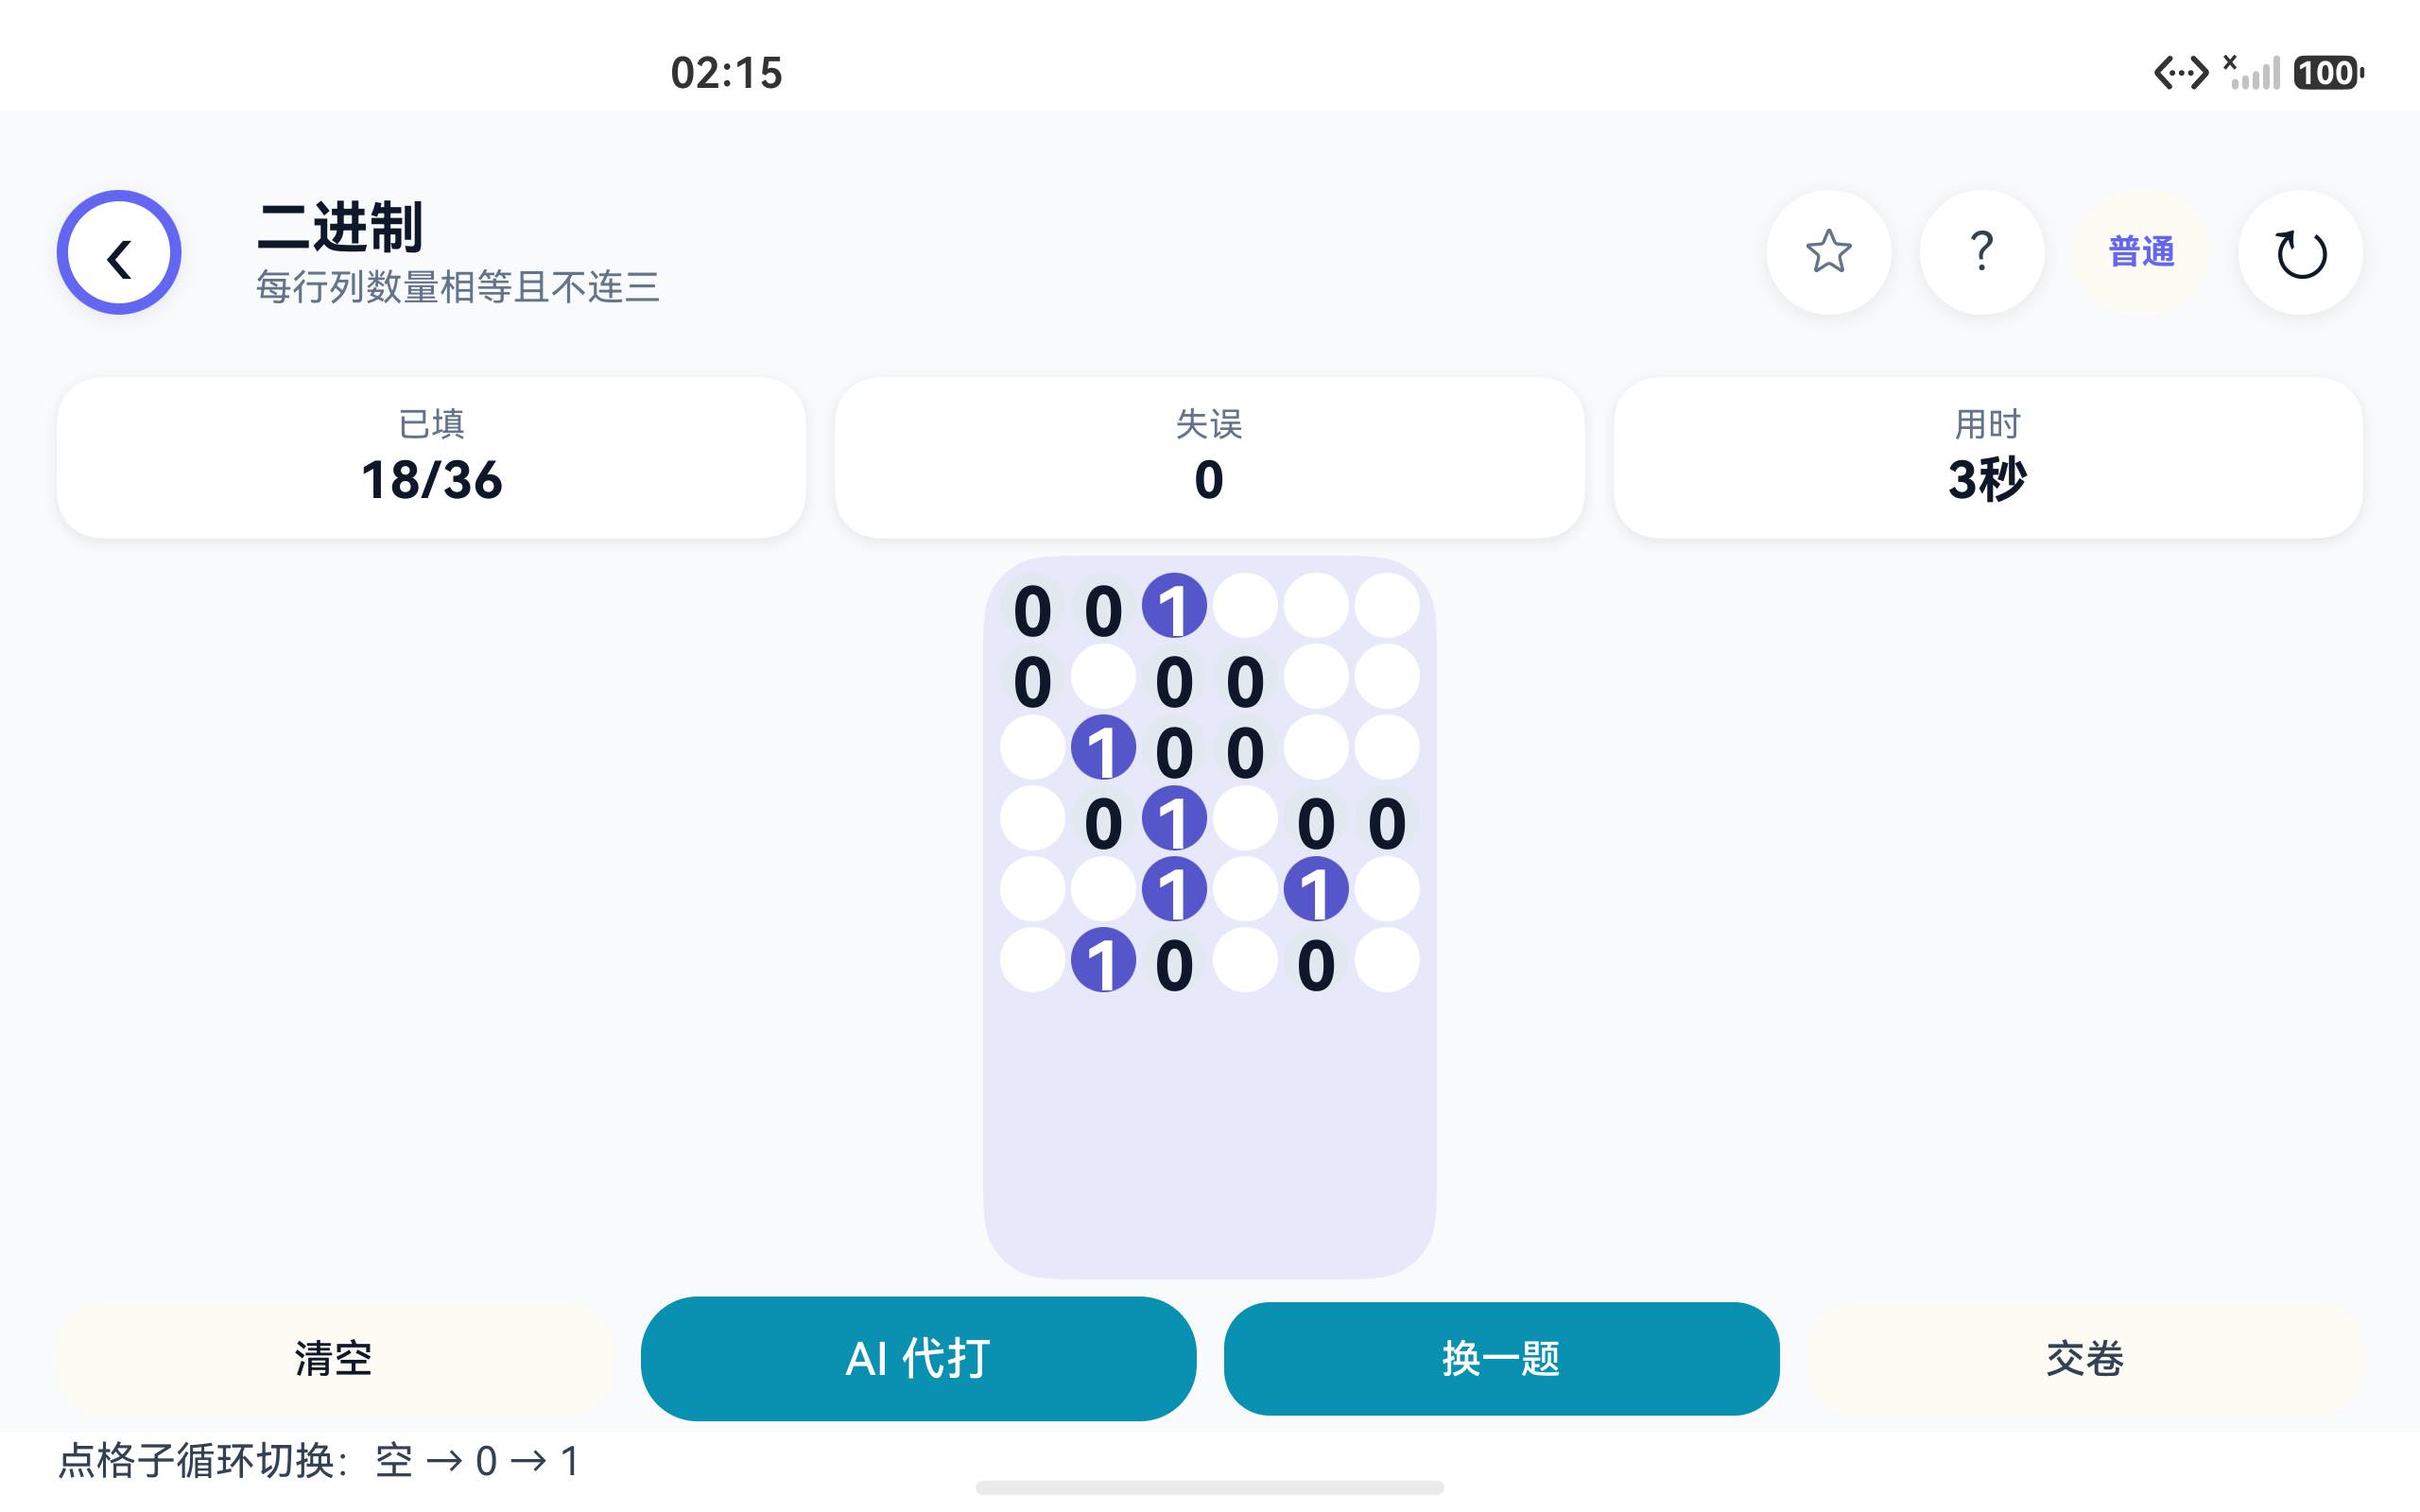 02:15
100
二进制
每行列数量相等且不连三
?
普通
已填
18/36
失误
0
用时
3秒
0 0 1
0 0 0
1 0 0
0 1 0 0
1 1
1 0 0
清空
AI 代打
换一题
交卷
点格子循环切换：空 → 0 → 1